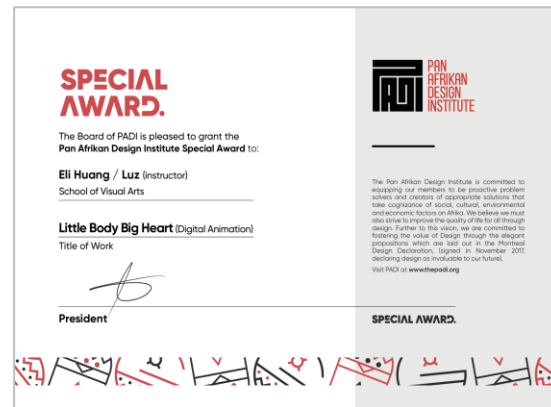 SPECIAL
AWARD.
The Board of PADI is pleased to grant the
Pan Afrikan Design Institute Special Award to:
Eli Huang / Luz (instructor)
School of Visual Arts
Little Body Big Heart (Digital Animation)
Title of Work
President
PADI
PAN
AFRIKAN
DESIGN
INSTITUTE
The Pan Afrikan Design Institute is committed to
equipping our members to be proactive problem
solvers and creators of appropriate solutions that
take cognizance of social, cultural, environmental
and economic factors on Afrika. We believe we must
also strive to improve the quality of life for all through
design. Further to this vision, we are committed to
fostering the value of Design through the elegant
propositions which are laid out in the Montreal
Design Declaration, (signed in November 2017,
declaring design as invaluable to our future).
Visit PADI at www.thepadi.org
SPECIAL AWARD.